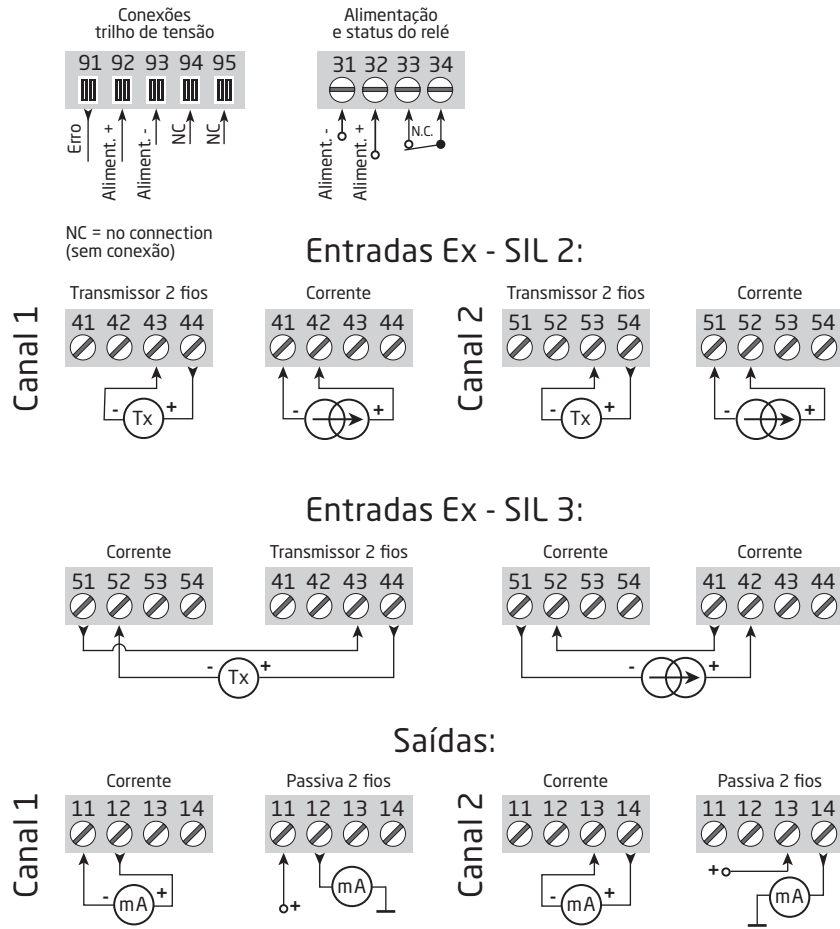 Conexões
trilho de tensão
91 92 93 94 95
Erro
Aliment. +
Aliment. -
NC
NC
NC = no connection
(sem conexão)
Alimentação
e status do relé
31 32 33 34
N.C.
Aliment. -
Aliment. +
Entradas Ex - SIL 2:
Canal 1
Transmissor 2 fios
41 42 43 44
- Tx +
Corrente
41 42 43 44
- +
Canal 2
Transmissor 2 fios
51 52 53 54
- Tx +
Corrente
51 52 53 54
- +
Entradas Ex - SIL 3:
Corrente
51 52 53 54
Transmissor 2 fios
41 42 43 44
- Tx +
Corrente
51 52 53 54
Corrente
41 42 43 44
- +
Saídas:
Canal 1
Corrente
11 12 13 14
- mA +
Passiva 2 fios
11 12 13 14
mA
+
Canal 2
Corrente
11 12 13 14
- mA +
Passiva 2 fios
11 12 13 14
+
mA